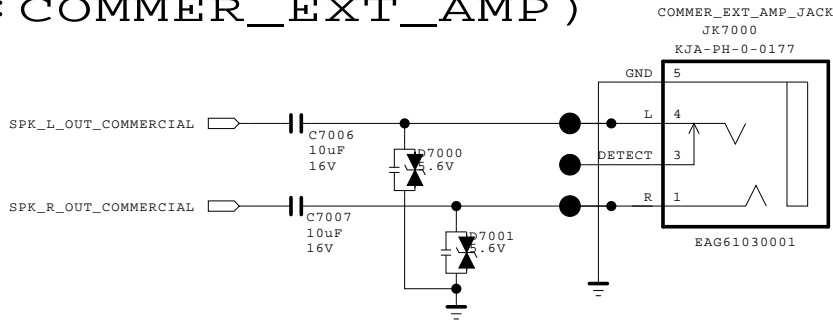 COMMER_EXT_AMP)
COMMER_EXT_AMP_JACK
JK7000
KJA-PH-0-0177
GND 5
SPK_L_OUT_COMMERCIAL
L 4
C7006
10uF
16V
D7000
5.6V
DETECT 3
SPK_R_OUT_COMMERCIAL
R 1
C7007
10uF
16V
D7001
5.6V
EAG61030001